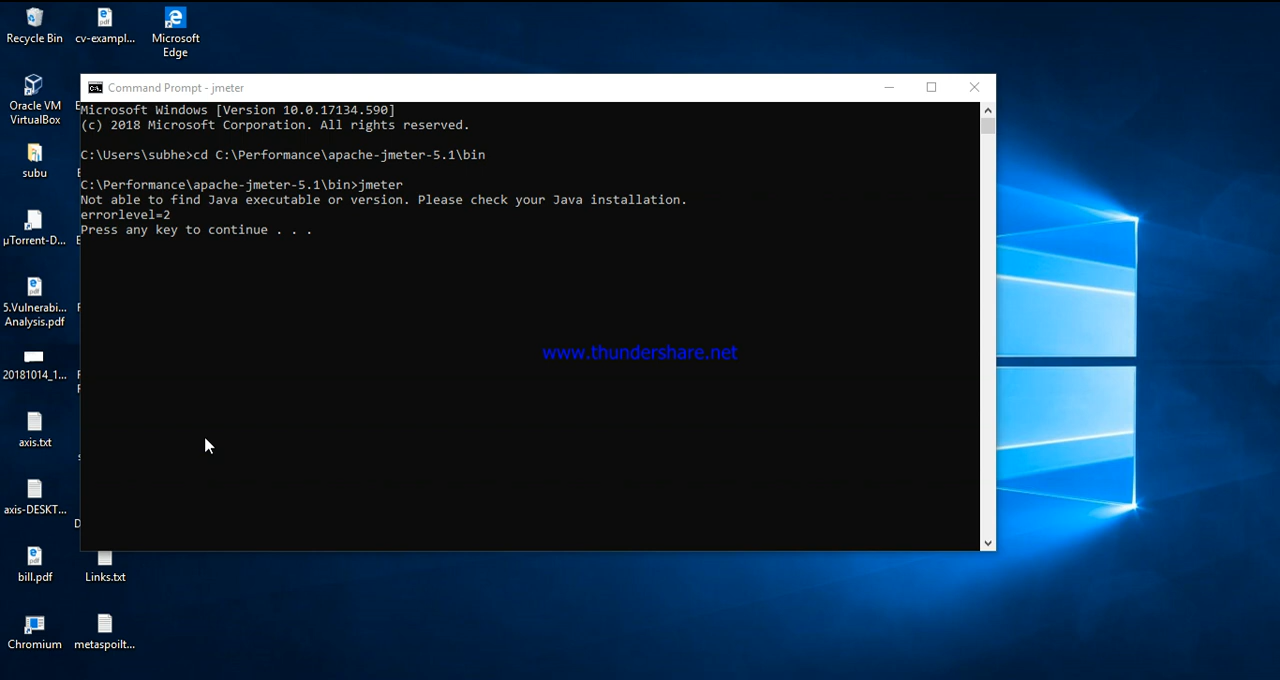 Recycle Bin
cv-exampl...
Microsoft
Edge
Command Prompt - jmeter
Oracle VM
VirtualBox
Microsoft Windows [Version 10.0.17134.590]
(c) 2018 Microsoft Corporation. All rights reserved.
C:\Users\subhe>cd C:\Performance\apache-jmeter-5.1\bin
subu
C:\Performance\apache-jmeter-5.1\bin>jmeter
Not able to find Java executable or version. Please check your Java installation.
errorlevel=2
Press any key to continue . . .
µTorrent-D...
5.Vulnerabi...
Analysis.pdf
www.thundershare.net
20181014_1...
axis.txt
axis-DESKT...
bill.pdf
Links.txt
Chromium
metaspoilt...